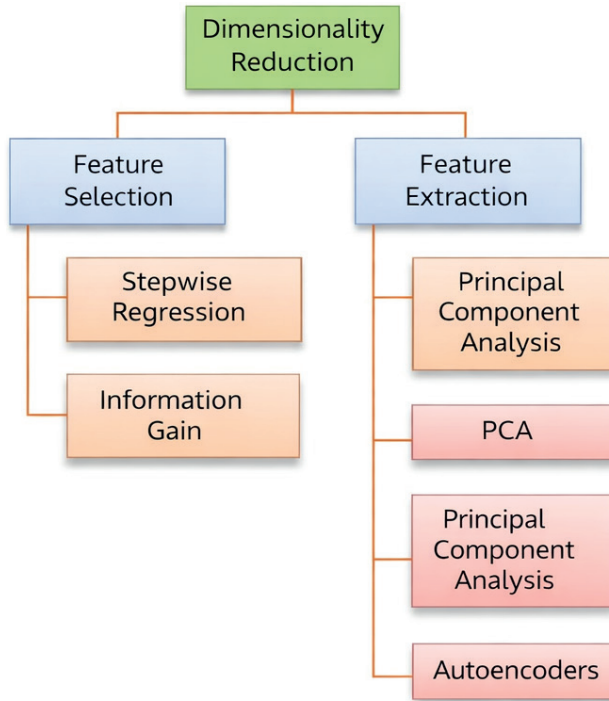 Dimensionality
Reduction
Feature
Selection
Feature
Extraction
Stepwise
Regression
Information
Gain
Principal
Component
Analysis
PCA
Principal
Component
Analysis
Autoencoders